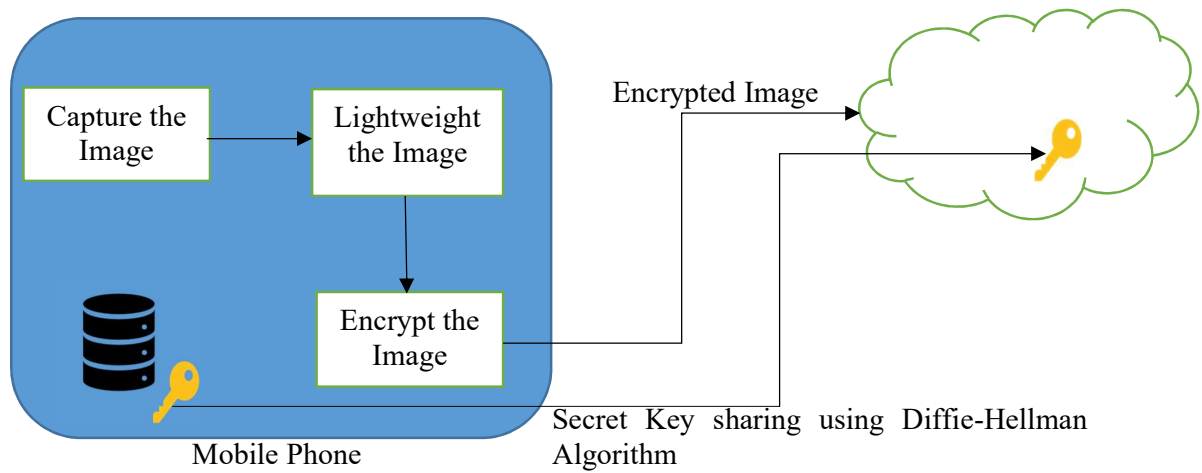 Capture the
Image
Lightweight
the Image
Encrypted Image
Encrypt the
Image
Secret Key sharing using Diffie-Hellman
Algorithm
Mobile Phone